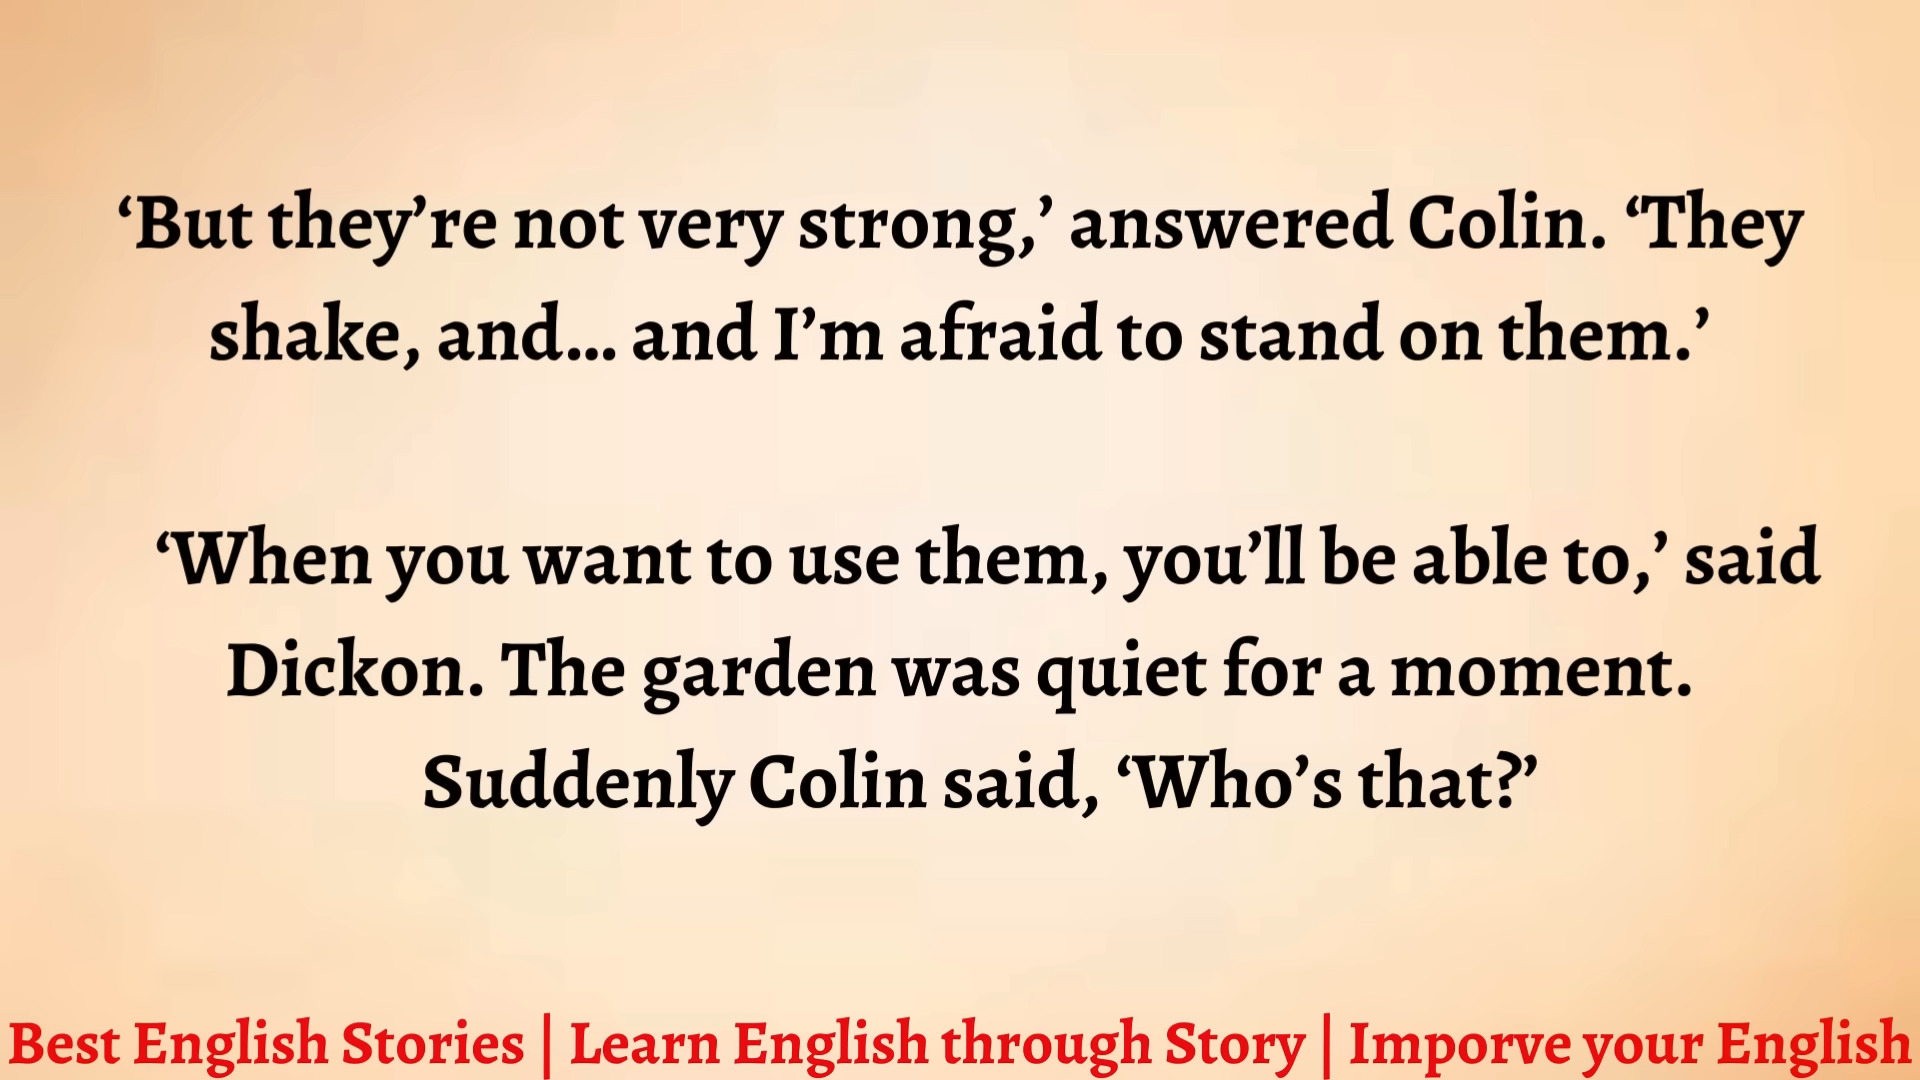 ‘But they’re not very strong,’ answered Colin. ‘They
shake, and... and I’m afraid to stand on them.’
‘When you want to use them, you’ll be able to,’ said
Dickon. The garden was quiet for a moment.
Suddenly Colin said, ‘Who’s that?’
Best English Stories | Learn English through Story | Imporve your English